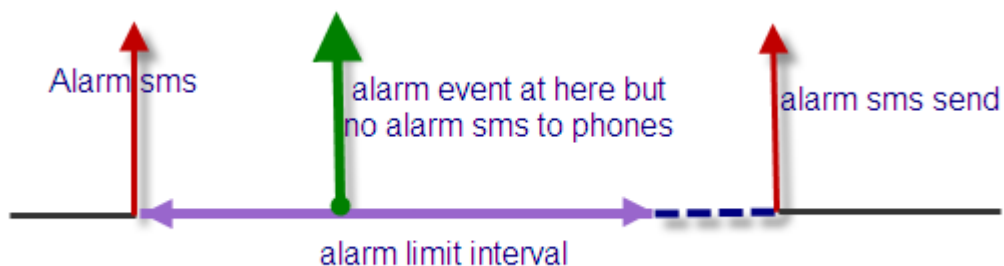 Alarm sms
alarm event at here but
no alarm sms to phones
alarm sms send
alarm limit interval